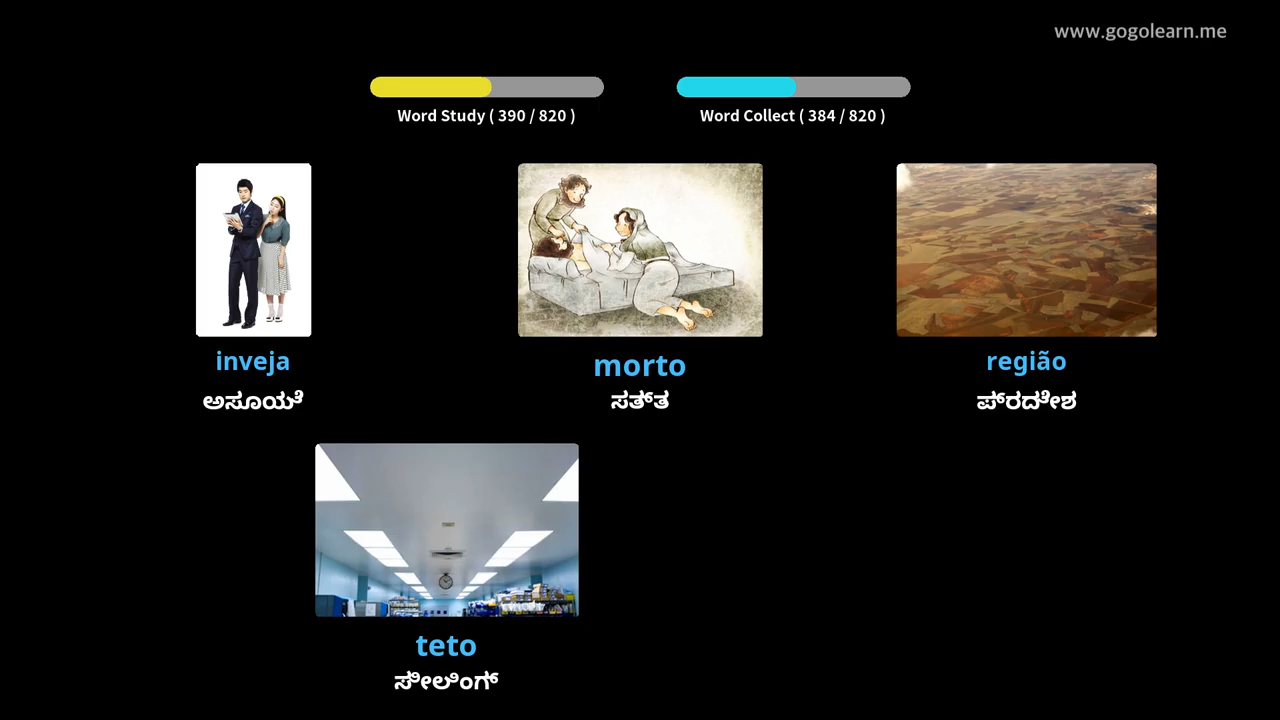 www.gogolearn.me
Word Study ( 390 / 820 )
Word Collect ( 384 / 820 )
inveja
ಅಸೂಯೆ
morto
ಸತ್ತ
região
ಪ್ರದೇಶ
teto
ಸೀಲಿಂಗ್